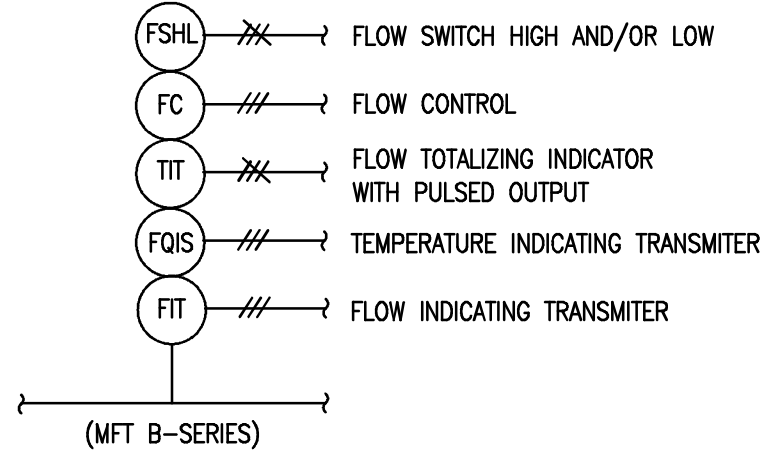 FSHL FLOW SWITCH HIGH AND/OR LOW
FC FLOW CONTROL
TIT FLOW TOTALIZING INDICATOR
WITH PULSED OUTPUT
FQIS TEMPERATURE INDICATING TRANSMITER
FIT FLOW INDICATING TRANSMITER
(MFT B-SERIES)